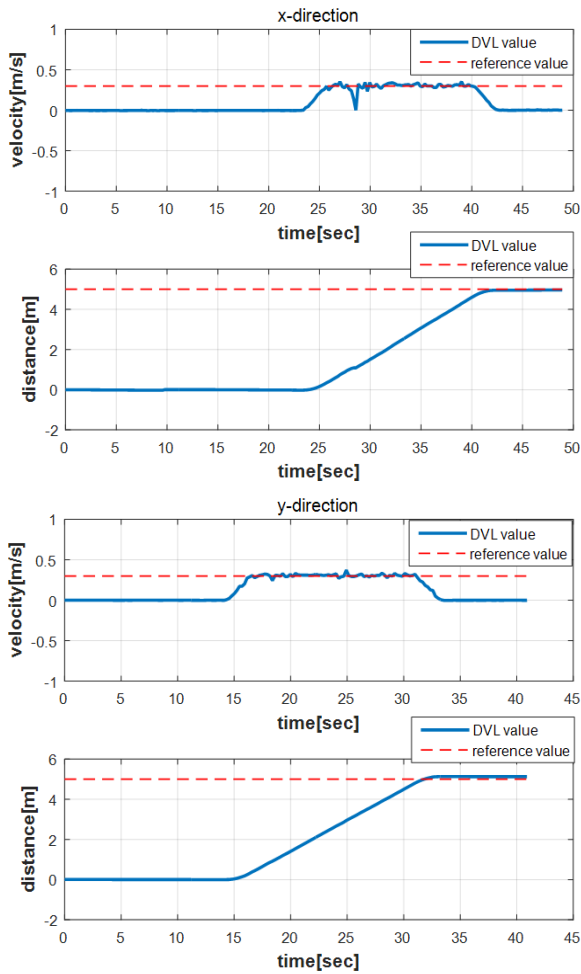 x-direction
DVL value
reference value
1
0.5
0
-0.5
-1
velocity[m/s]
0 5 10 15 20 25 30 35 40 45 50
time[sec]
DVL value
reference value
6
4
2
0
-2
distance[m]
0 5 10 15 20 25 30 35 40 45 50
time[sec]
y-direction
DVL value
reference value
1
0.5
0
-0.5
-1
velocity[m/s]
0 5 10 15 20 25 30 35 40 45
time[sec]
DVL value
reference value
6
4
2
0
-2
distance[m]
0 5 10 15 20 25 30 35 40 45
time[sec]